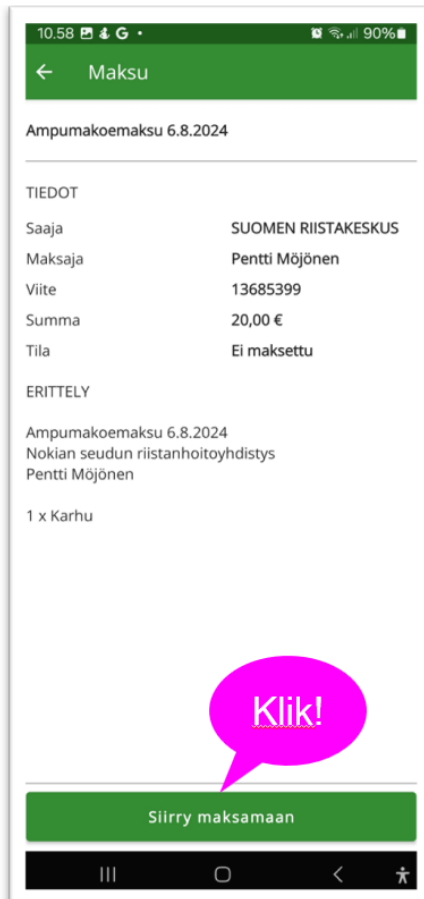 10.58 G • 90%
Maksu
Ampumakoemaksu 6.8.2024
TIEDOT
Saaja SUOMEN RIISTAKESKUS
Maksaja Pentti Möjönen
Viite 13685399
Summa 20,00 €
Tila Ei maksettu
ERITTELY
Ampumakoemaksu 6.8.2024
Nokian seudun riistanhoitoyhdistys
Pentti Möjönen
1 x Karhu
Klik!
Siirry maksamaan